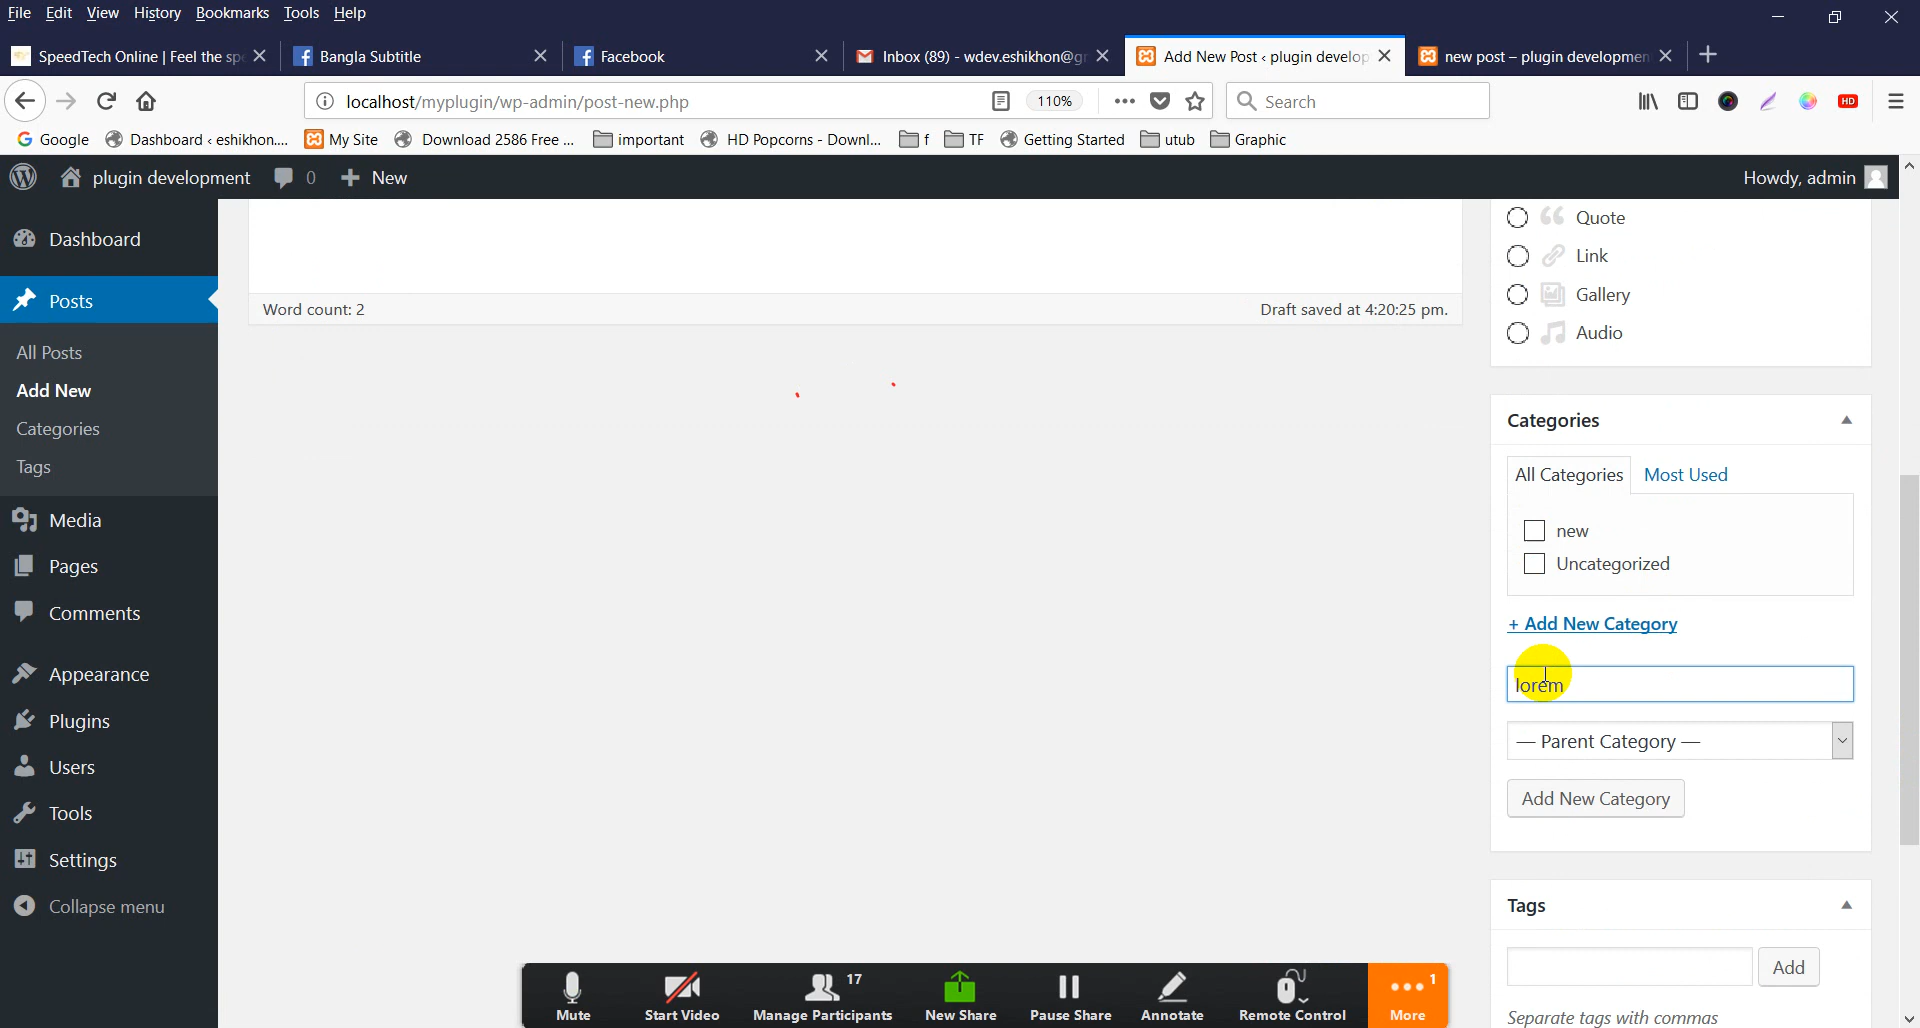 File Edit View History Bookmarks Tools Help
SpeedTech Online | Feel the sp
Bangla Subtitle
Facebook
Inbox (89) - wdev.eshikhon@gr
Add New Post ‹ plugin develop
new post – plugin developmen
localhost/myplugin/wp-admin/post-new.php
110%
Search
HD
Google
Dashboard ‹ eshikhon....
My Site
Download 2586 Free ...
important
HD Popcorns - Downl...
f
TF
Getting Started
utub
Graphic
plugin development
0
New
Howdy, admin
Dashboard
Posts
All Posts
Add New
Categories
Tags
Media
Pages
Comments
Appearance
Plugins
Users
Tools
Settings
Collapse menu
Word count: 2
Draft saved at 4:20:25 pm.
Quote
Link
Gallery
Audio
Categories
All Categories
Most Used
new
Uncategorized
+ Add New Category
lorem
— Parent Category —
Add New Category
Tags
Add
Separate tags with commas
Mute
Start Video
17
Manage Participants
New Share
Pause Share
Annotate
Remote Control
1
More